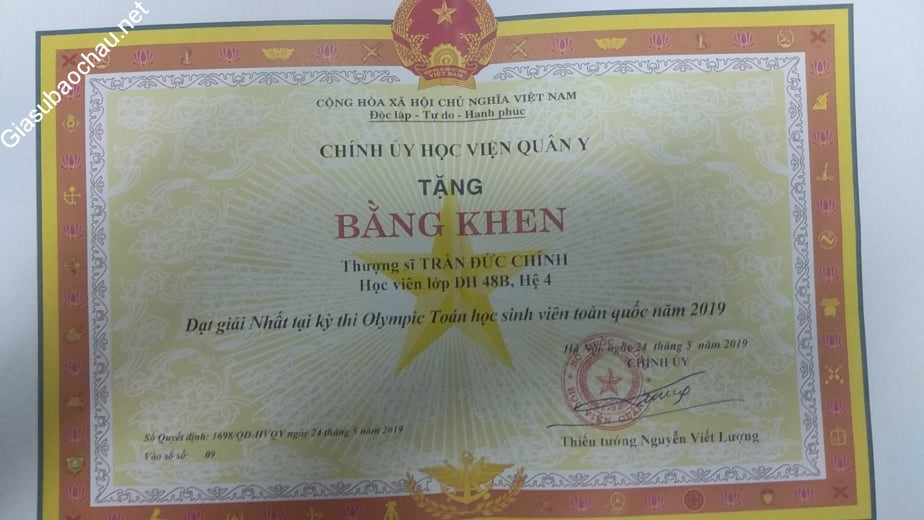 Giasubaochau.net
VIỆT NAM
CỘNG HÒA XÃ HỘI CHỦ NGHĨA VIỆT NAM
Độc lập - Tự do - Hạnh phúc
CHÍNH ỦY HỌC VIỆN QUÂN Y
TẶNG
BẰNG KHEN
Thượng sĩ TRẦN ĐỨC CHÍNH
Học viên lớp DH 48B, Hệ 4
Đạt giải Nhất tại kỳ thi Olympic Toán học sinh viên toàn quốc năm 2019
Hà Nội, ngày 24 tháng 5 năm 2019
CHÍNH ỦY
Thiếu tướng Nguyễn Viết Lượng
Số Quyết định: 1698/QĐ-HVQY ngày 24 tháng 5 năm 2019
Vào sổ số: 09